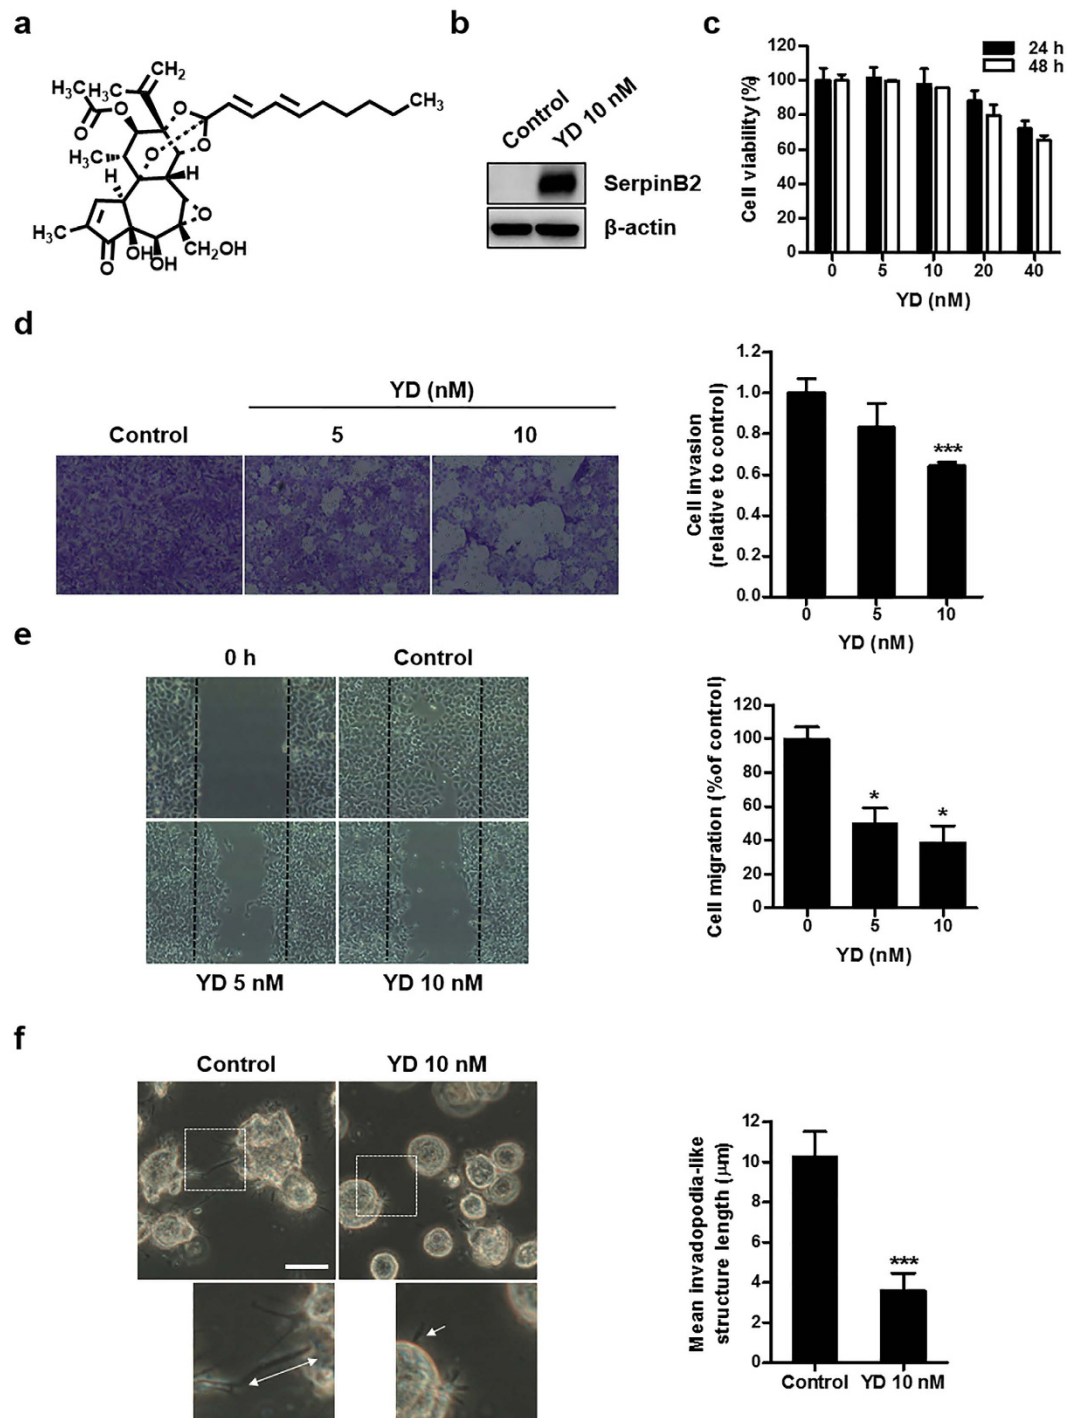 a
H₃C
CH₂
H₃C
O
O
O
O
O
CH₃
H₃C
H
H
O
H₃C
O
OH
OH
CH₂OH
b
Control
YD 10 nM
SerpinB2
β-actin
c
24 h
48 h
Cell viability (%)
120
100
80
60
40
20
0
0 5 10 20 40
YD (nM)
d
YD (nM)
Control 5 10
Cell invasion
(relative to control)
1.2
1.0
0.8
0.6
0.4
0.2
0.0
***
0 5 10
YD (nM)
e
0 h Control
YD 5 nM YD 10 nM
Cell migration (%of control)
120
100
80
60
40
20
0
* *
0 5 10
YD (nM)
f
Control YD 10 nM
Mean invadopodia-like
structure length (μm)
12
10
8
6
4
2
0
***
Control YD 10 nM